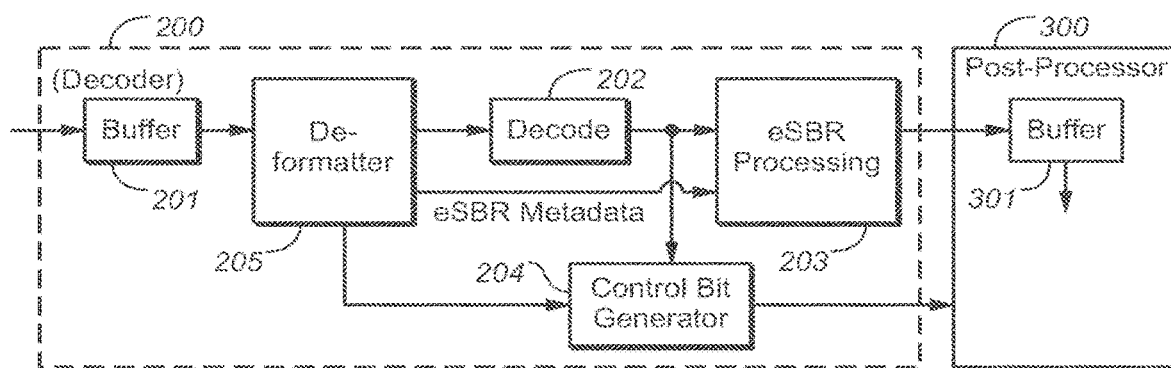 200
300
(Decoder)
Post-Processor
202
Buffer
De-
formatter
Decode
eSBR
Processing
Buffer
201
301
eSBR Metadata
205
204
203
Control Bit
Generator